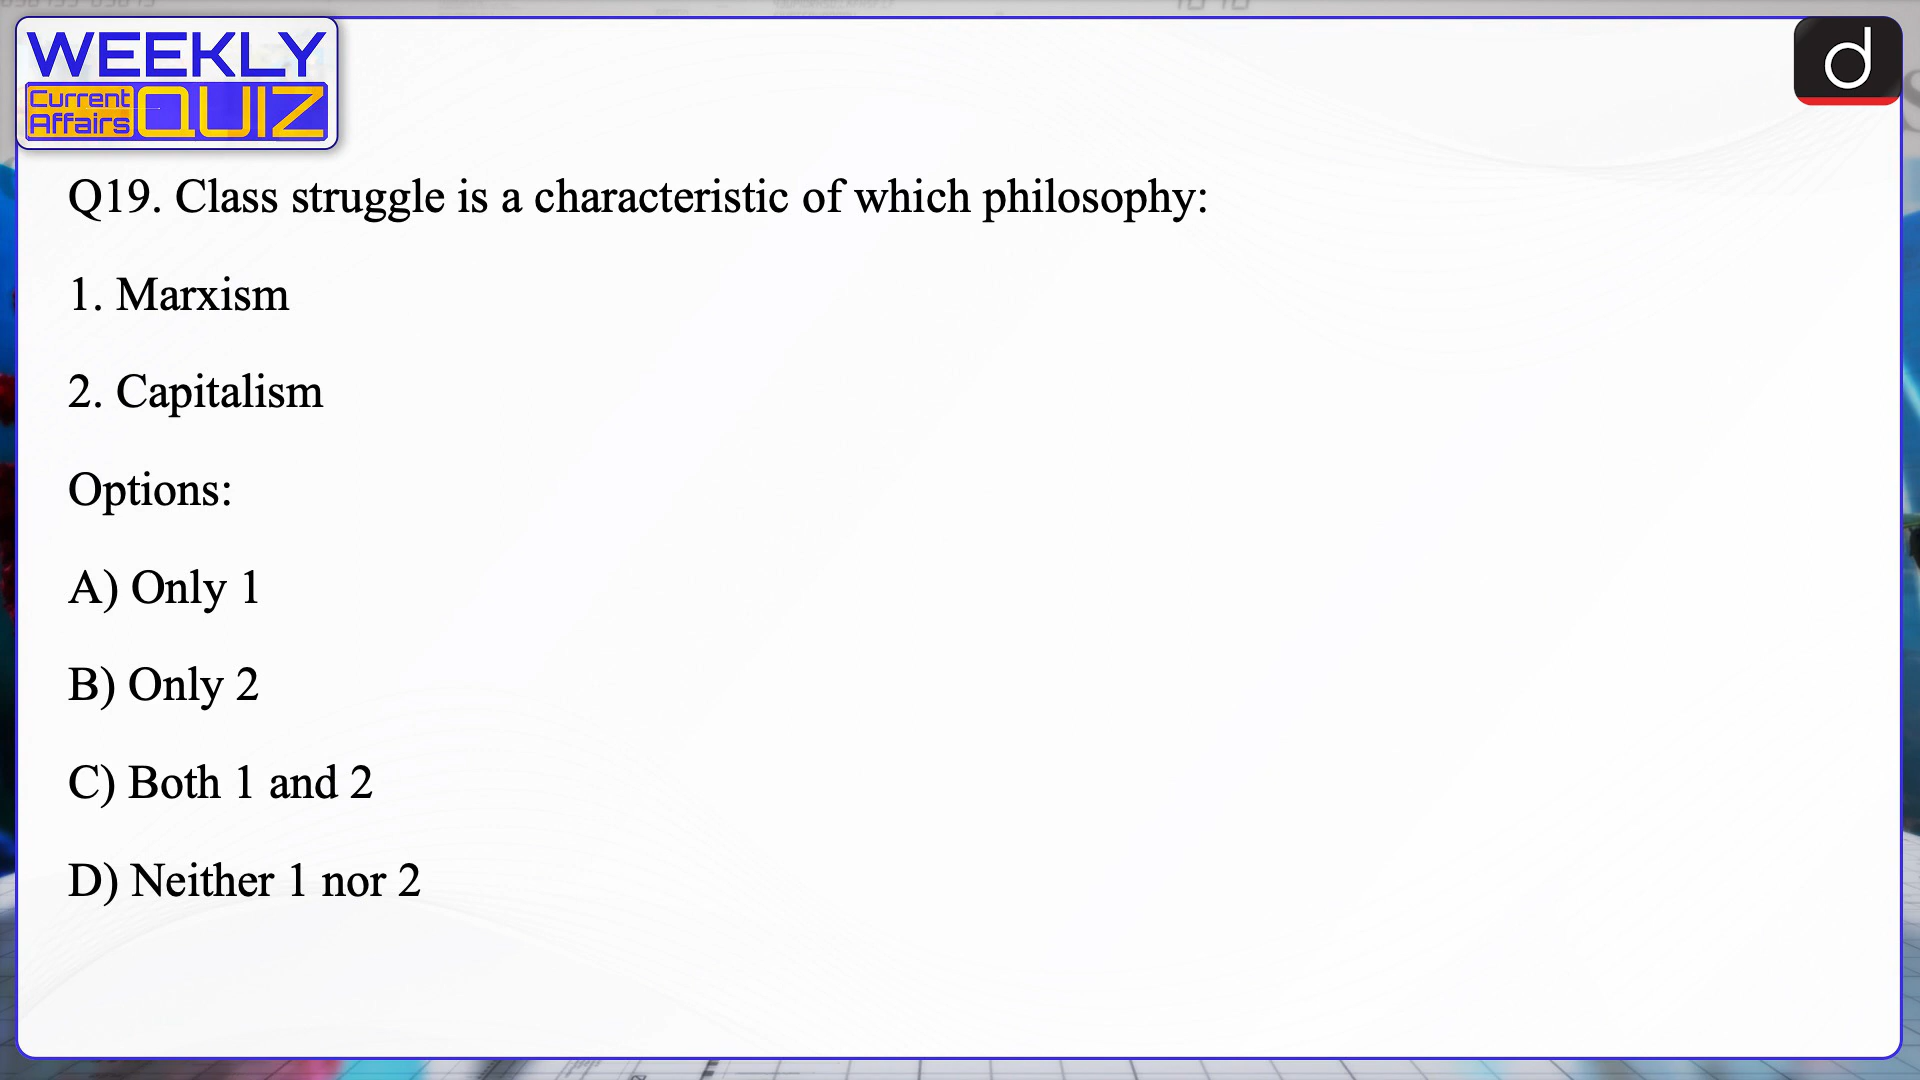 WEEKLY
Current
Affairs
QUIZ
d
Q19. Class struggle is a characteristic of which philosophy:
1. Marxism
2. Capitalism
Options:
A) Only 1
B) Only 2
C) Both 1 and 2
D) Neither 1 nor 2